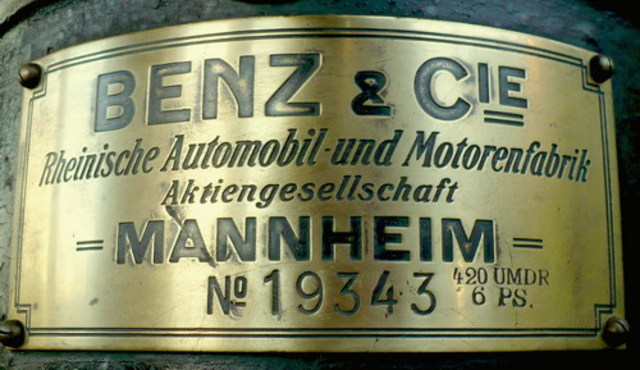 BENZ & CIE
Rheinische Automobil-und Motorenfabrik
Aktiengesellschaft
= MANNHEIM =
No 19343
420 UMDR
6 PS.